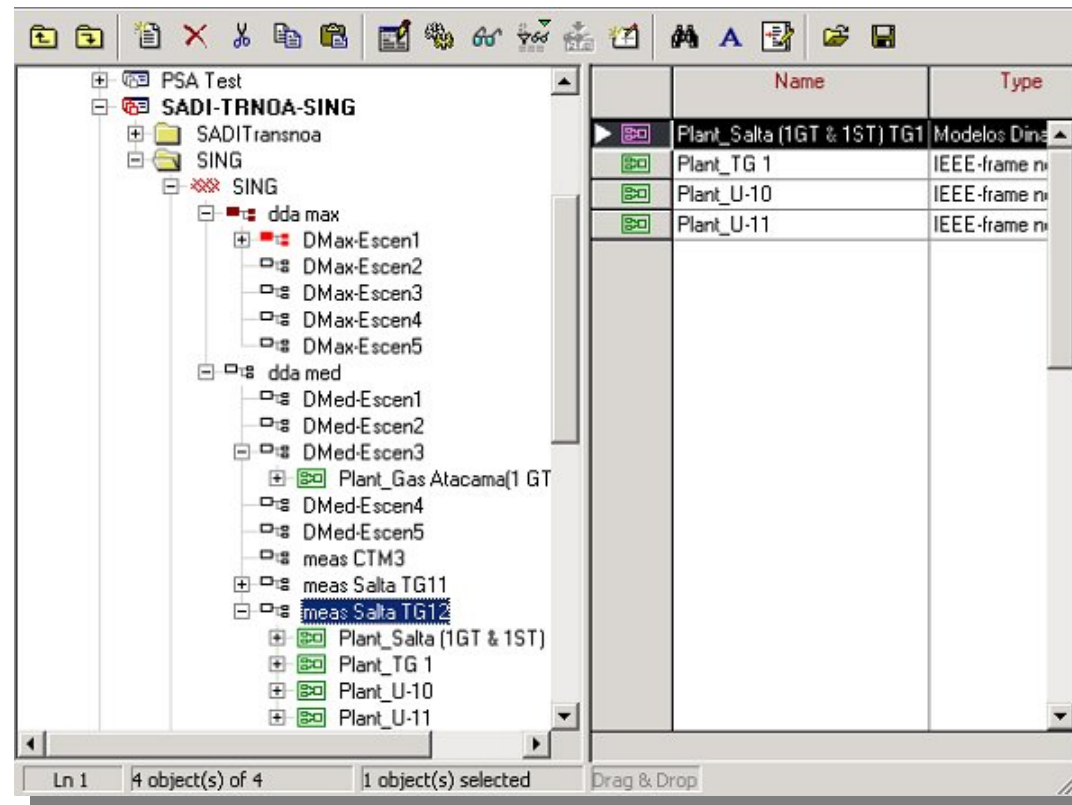 PSA Test
SADI-TRNOA-SING
SADITransnoa
SING
SING
dda max
DMax-Escen1
DMax-Escen2
DMax-Escen3
DMax-Escen4
DMax-Escen5
dda med
DMed-Escen1
DMed-Escen2
DMed-Escen3
Plant_Gas Atacama(1 GT
DMed-Escen4
DMed-Escen5
meas CTM3
meas Salta TG11
meas Salta TG12
Plant_Salta (1GT & 1ST)
Plant_TG 1
Plant_U-10
Plant_U-11
Name Type
Plant_Salta (1GT & 1ST) TG1 Modelos Diná
Plant_TG 1 IEEE-frame n
Plant_U-10 IEEE-frame n
Plant_U-11 IEEE-frame n
Ln 1 4 object(s) of 4 1 object(s) selected Drag & Drop